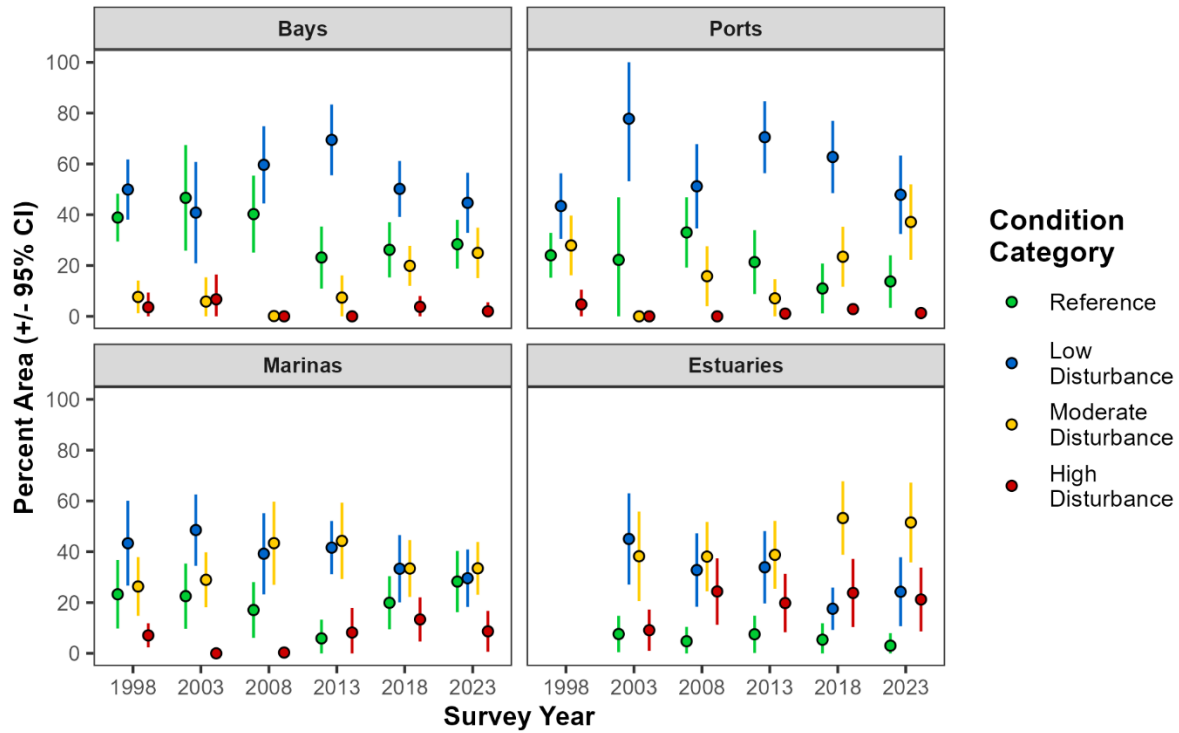 Bays
Ports
100
80
60
40
20
0
Marinas
Estuaries
100
80
60
40
20
0
1998 2003 2008 2013 2018 2023
1998 2003 2008 2013 2018 2023
Survey Year
Percent Area (+/- 95% CI)
Condition
Category
Reference
Low
Disturbance
Moderate
Disturbance
High
Disturbance